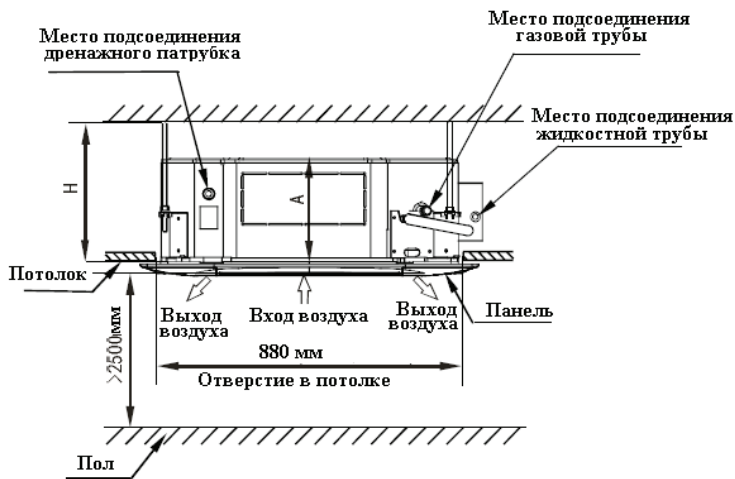 Место подсоединения
газовой трубы
Место подсоединения
дренажного патрубка
Место подсоединения
жидкостной трубы
H
A
Потолок
Выход
воздуха
Вход воздуха
Выход
воздуха
Панель
>2500мм
880 мм
Отверстие в потолке
Пол